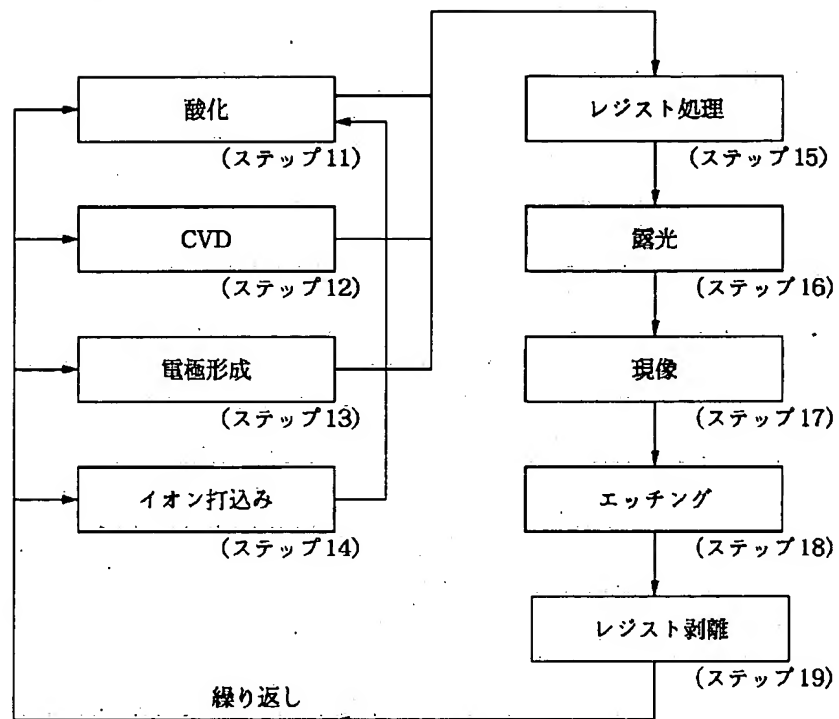 酸化
(ステップ11)
CVD
(ステップ12)
電極形成
(ステップ13)
イオン打込み
(ステップ14)
レジスト処理
(ステップ15)
露光
(ステップ16)
現像
(ステップ17)
エッチング
(ステップ18)
レジスト剥離
(ステップ19)
繰り返し